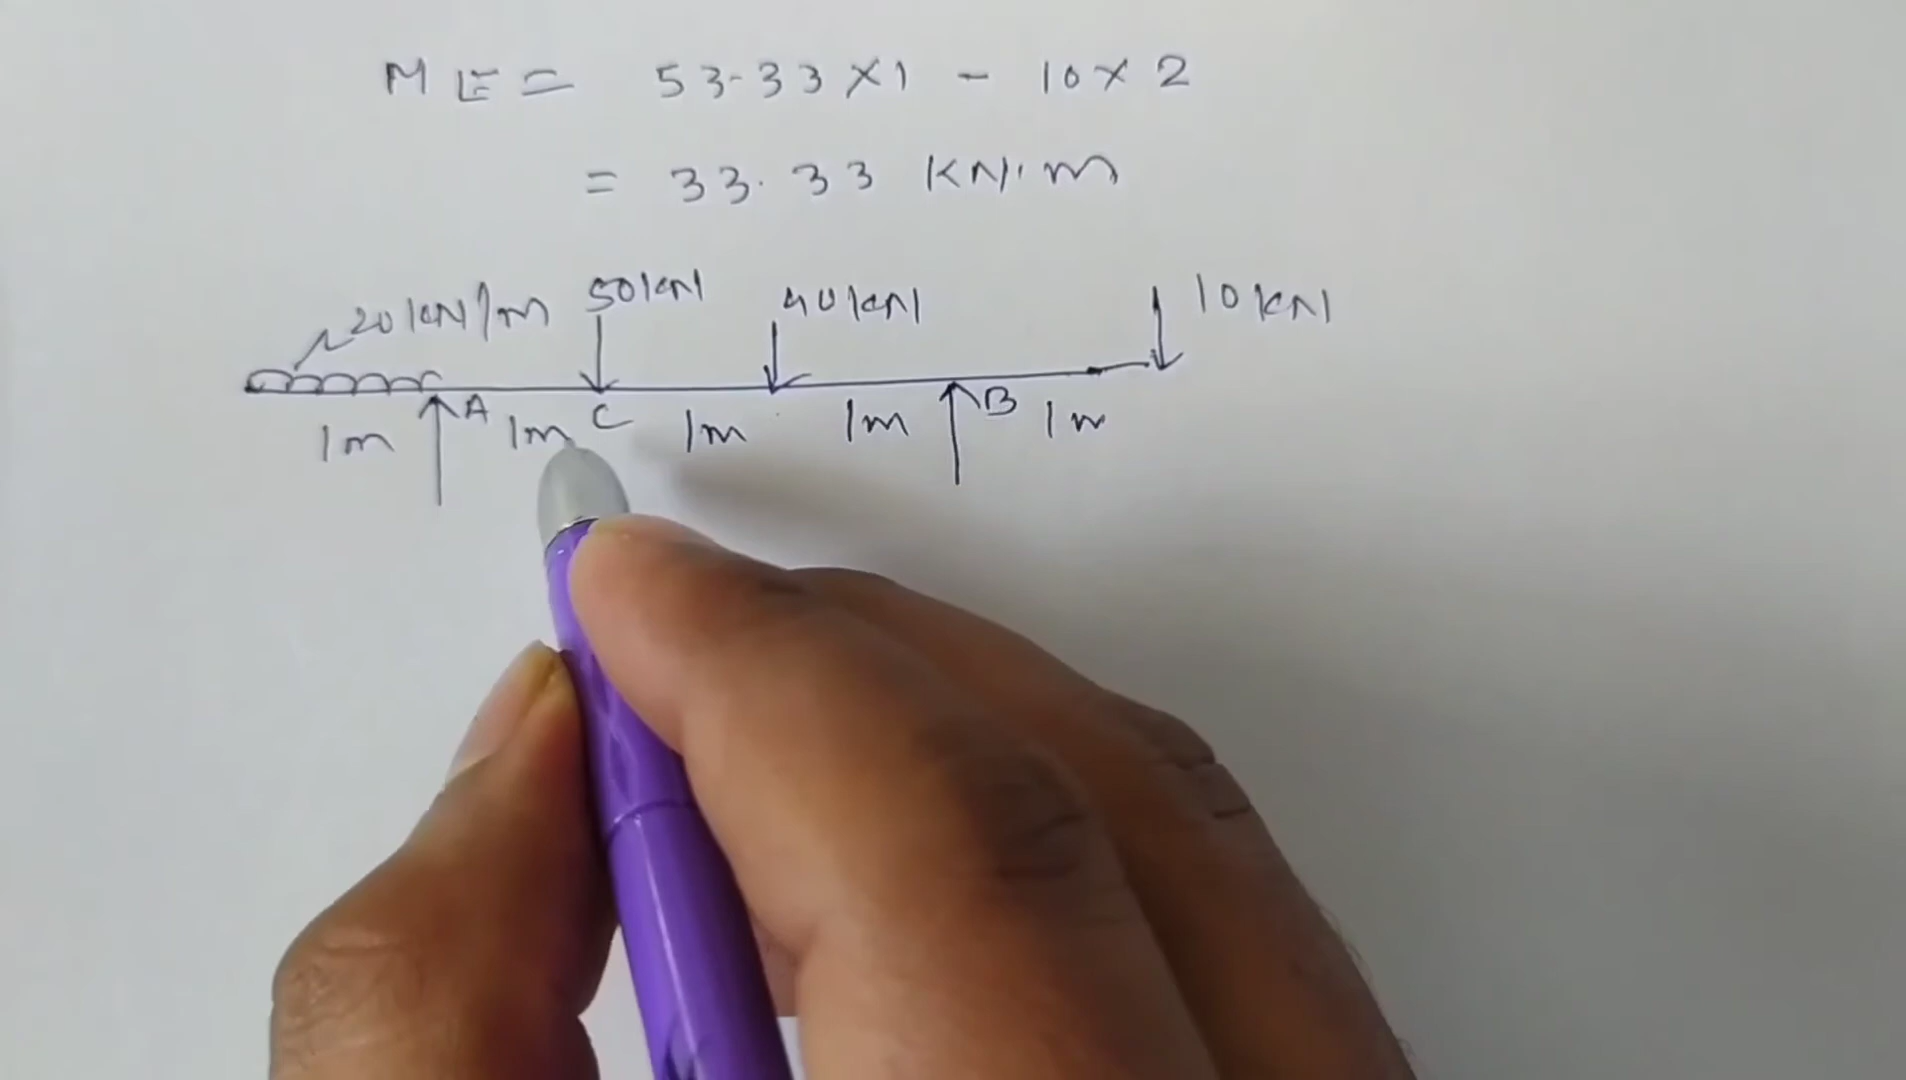 ME = 53.33 X 1 - 10 X 2
= 33.33 KN.m
20 kN/m 50kN 40kN 10kN
A C B
1m 1m 1m 1m 1m